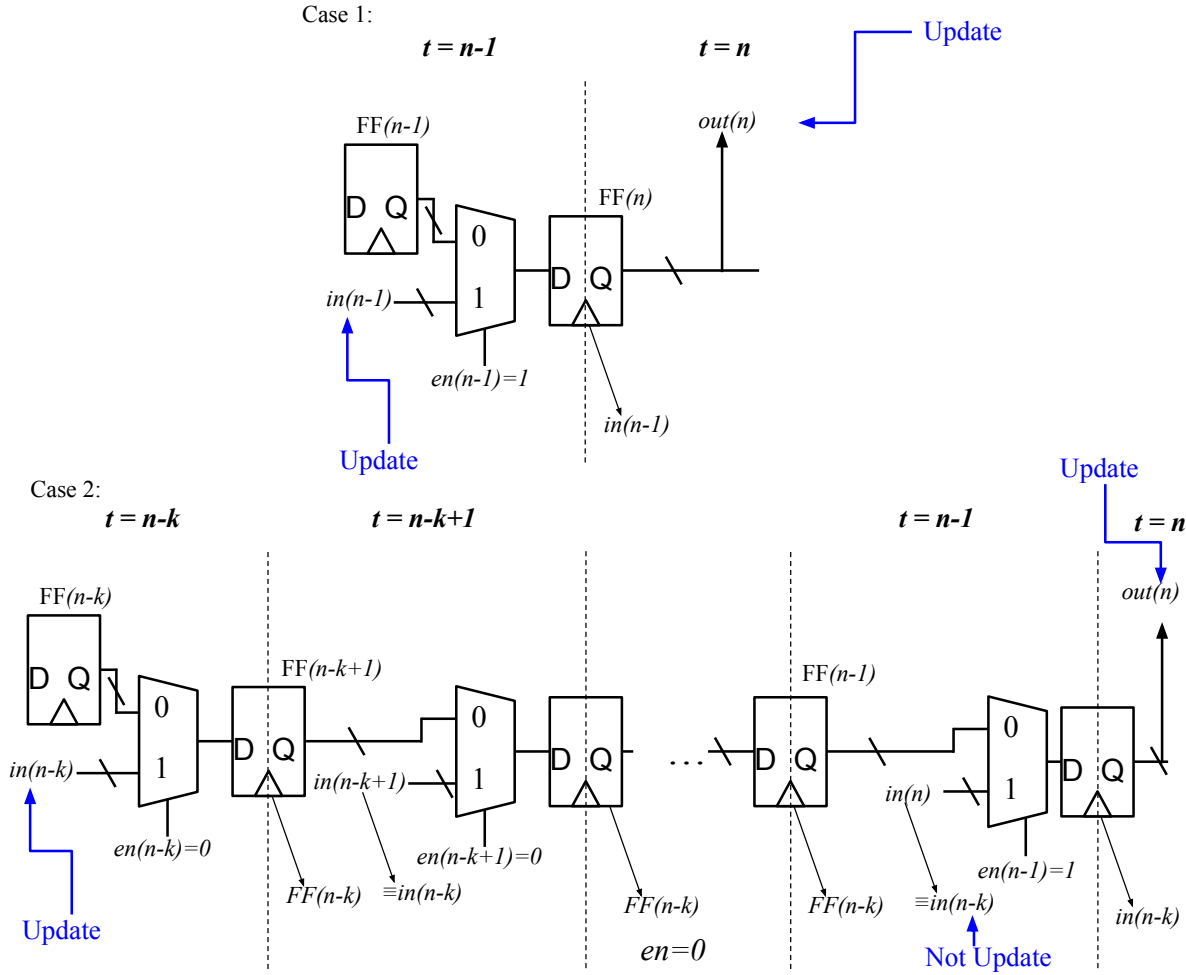 Case 1:
t = n-1
t = n
Update
FF(n-1)
out(n)
D Q
FF(n)
0
D Q
in(n-1)
1
en(n-1)=1
in(n-1)
Update
Update
Case 2:
t = n-k
t = n-k+1
t = n-1
t = n
FF(n-k)
out(n)
D Q
FF(n-k+1)
FF(n-1)
0
0
0
D Q
D Q
...
D Q
D Q
in(n-k)
1
in(n-k+1)
1
in(n)
1
en(n-k)=0
en(n-k+1)=0
en(n-1)=1
FF(n-k)
≡in(n-k)
FF(n-k)
FF(n-k)
≡in(n-k)
in(n-k)
Update
en=0
Not Update